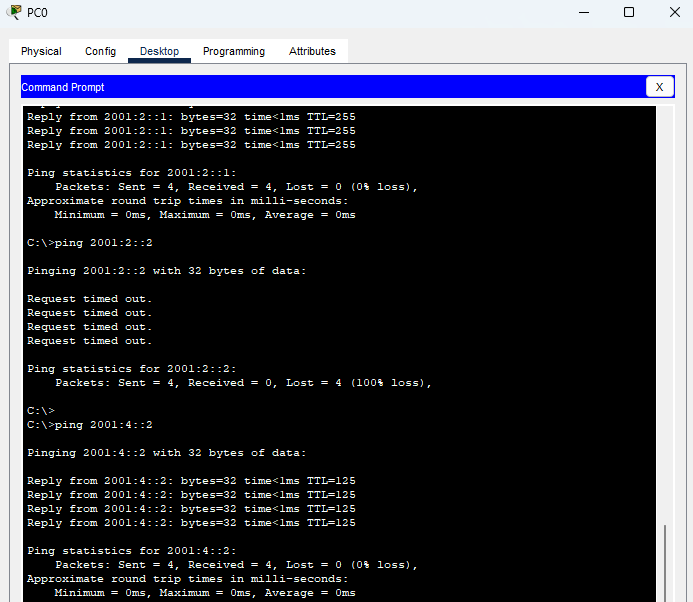 PC0
Physical Config Desktop Programming Attributes
Command Prompt X
Reply from 2001:2::1: bytes=32 time<1ms TTL=255
Reply from 2001:2::1: bytes=32 time<1ms TTL=255
Reply from 2001:2::1: bytes=32 time<1ms TTL=255
Ping statistics for 2001:2::1:
Packets: Sent = 4, Received = 4, Lost = 0 (0% loss),
Approximate round trip times in milli-seconds:
Minimum = 0ms, Maximum = 0ms, Average = 0ms
C:\>ping 2001:2::2
Pinging 2001:2::2 with 32 bytes of data:
Request timed out.
Request timed out.
Request timed out.
Request timed out.
Ping statistics for 2001:2::2:
Packets: Sent = 4, Received = 0, Lost = 4 (100% loss),
C:\>
C:\>ping 2001:4::2
Pinging 2001:4::2 with 32 bytes of data:
Reply from 2001:4::2: bytes=32 time<1ms TTL=125
Reply from 2001:4::2: bytes=32 time<1ms TTL=125
Reply from 2001:4::2: bytes=32 time<1ms TTL=125
Reply from 2001:4::2: bytes=32 time<1ms TTL=125
Ping statistics for 2001:4::2:
Packets: Sent = 4, Received = 4, Lost = 0 (0% loss),
Approximate round trip times in milli-seconds:
Minimum = 0ms, Maximum = 0ms, Average = 0ms